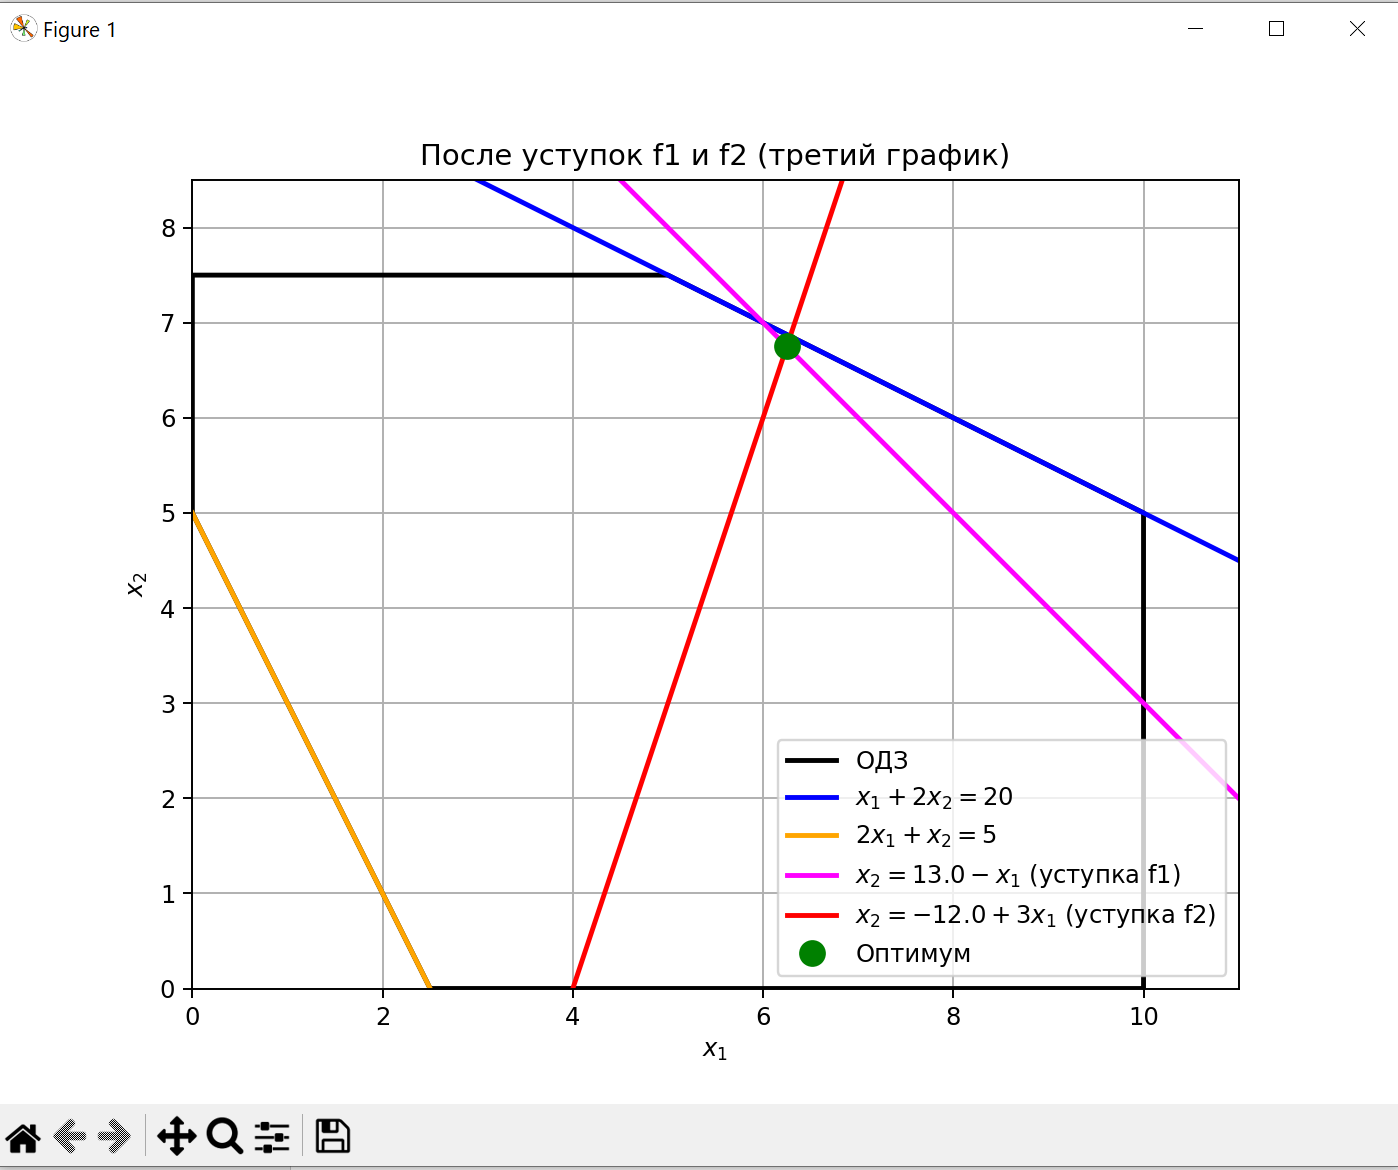 Figure 1
После уступок f1 и f2 (третий график)
8
7
6
5
4
3
2
1
0
x₂
ОДЗ
x₁ + 2x₂ = 20
2x₁ + x₂ = 5
x₂ = 13.0 − x₁ (уступка f1)
x₂ = −12.0 + 3x₁ (уступка f2)
Оптимум
0 2 4 6 8 10
x₁